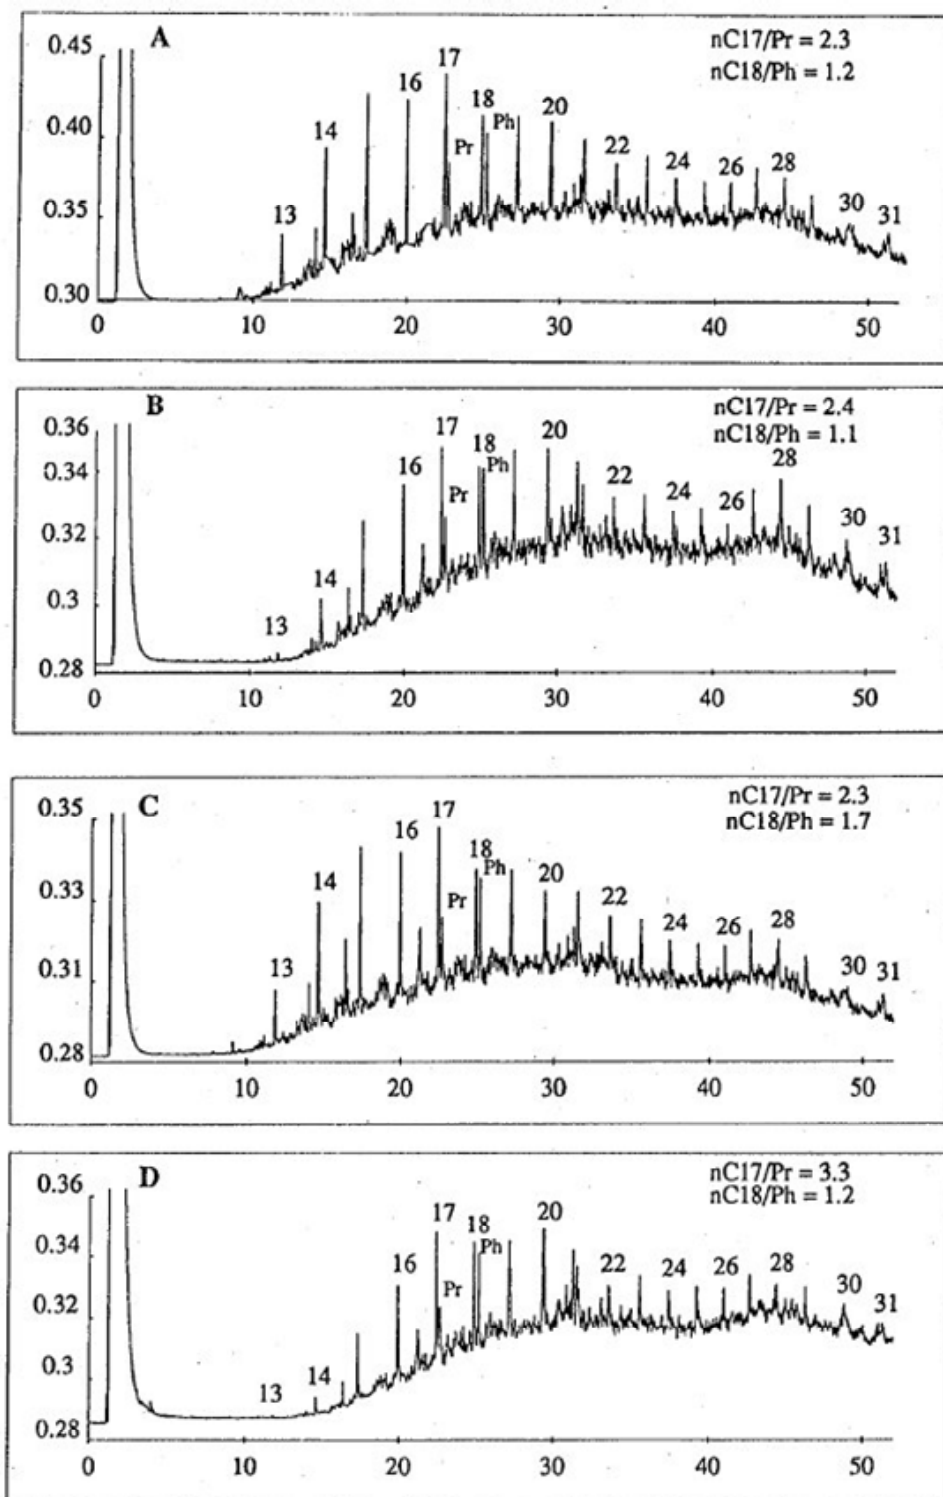 A
nC17/Pr = 2.3
nC18/Ph = 1.2
0.45
0.40
0.35
0.30
13
14
16
17
Pr
18
Ph
20
22
24
26
28
30
31
0 10 20 30 40 50
B
nC17/Pr = 2.4
nC18/Ph = 1.1
0.36
0.34
0.32
0.3
0.28
13
14
16
17
Pr
18
Ph
20
22
24
26
28
30
31
0 10 20 30 40 50
C
nC17/Pr = 2.3
nC18/Ph = 1.7
0.35
0.33
0.31
0.28
13
14
16
17
Pr
18
Ph
20
22
24
26
28
30
31
0 10 20 30 40 50
D
nC17/Pr = 3.3
nC18/Ph = 1.2
0.36
0.34
0.32
0.3
0.28
13
14
16
17
Pr
18
Ph
20
22
24
26
28
30
31
0 10 20 30 40 50